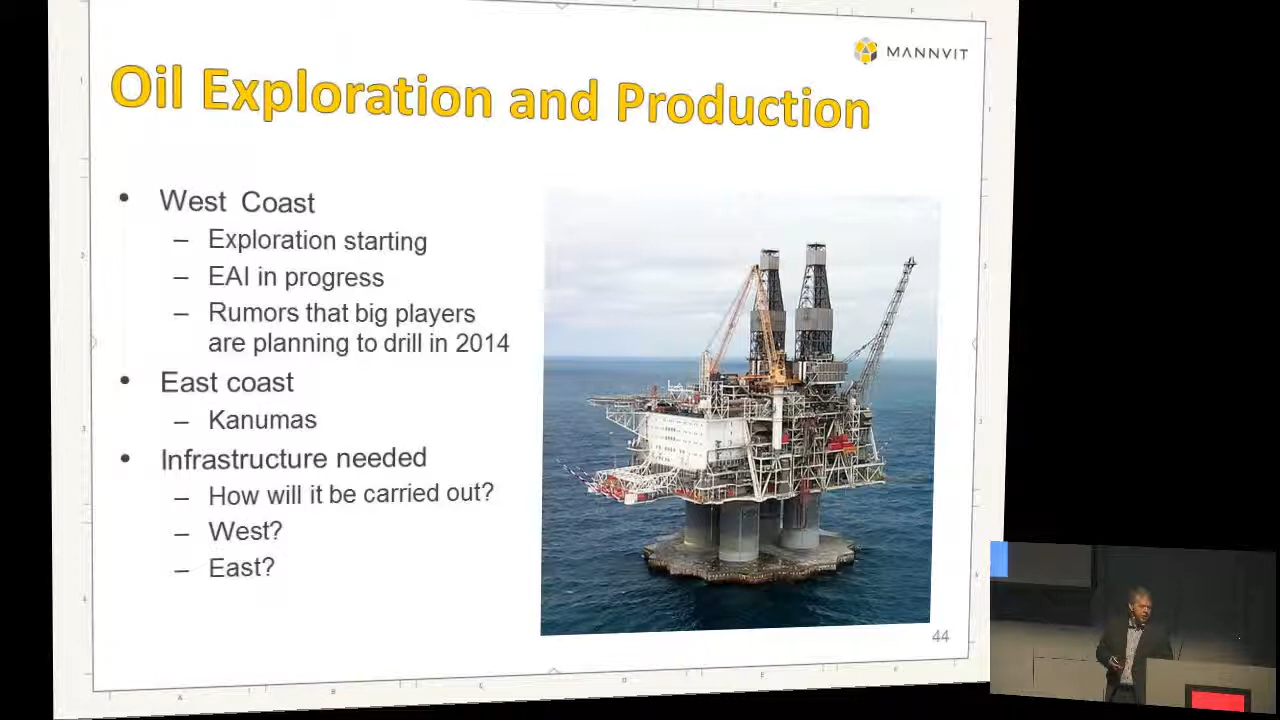 MANNVIT
Oil Exploration and Production
• West Coast
– Exploration starting
– EAI in progress
– Rumors that big players
are planning to drill in 2014
• East coast
– Kanumas
• Infrastructure needed
– How will it be carried out?
– West?
– East?
44